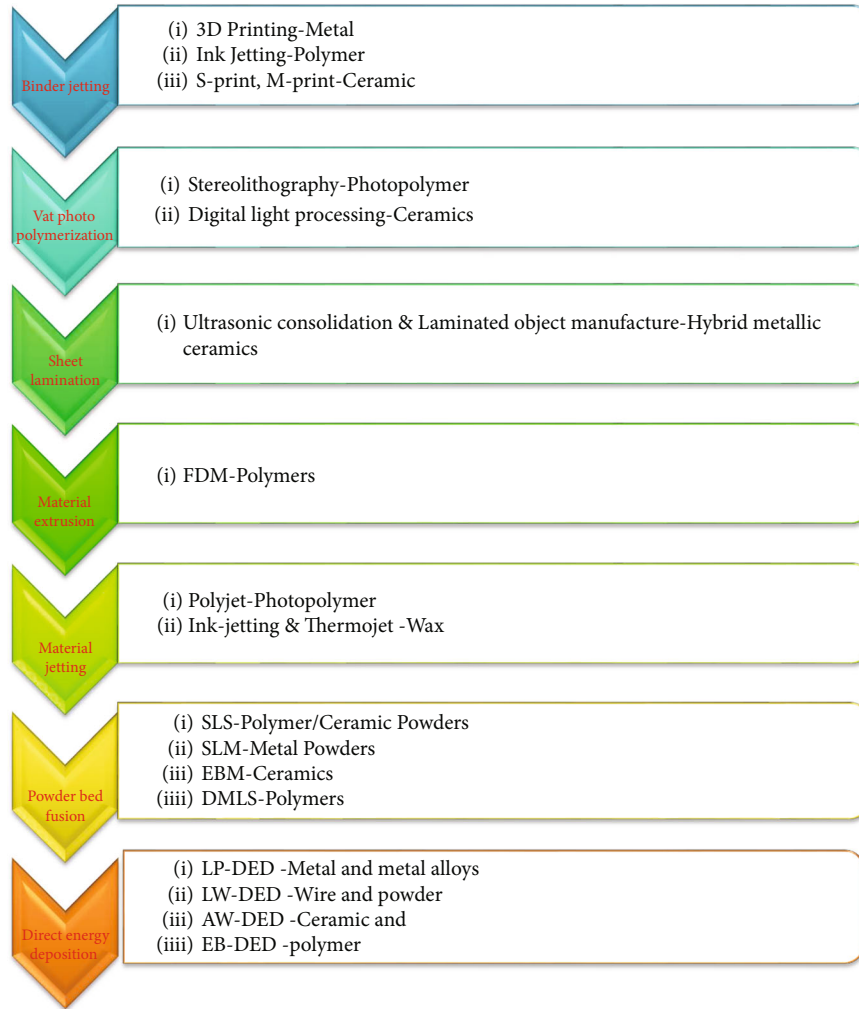 Binder jetting
(i) 3D Printing-Metal
(ii) Ink Jetting-Polymer
(iii) S-print, M-print-Ceramic
Vat photo
polymerization
(i) Stereolithography-Photopolymer
(ii) Digital light processing-Ceramics
Sheet
lamination
(i) Ultrasonic consolidation & Laminated object manufacture-Hybrid metallic
ceramics
Material
extrusion
(i) FDM-Polymers
Material
jetting
(i) Polyjet-Photopolymer
(ii) Ink-jetting & Thermojet -Wax
Powder bed
fusion
(i) SLS-Polymer/Ceramic Powders
(ii) SLM-Metal Powders
(iii) EBM-Ceramics
(iiii) DMLS-Polymers
Direct energy
deposition
(i) LP-DED -Metal and metal alloys
(ii) LW-DED -Wire and powder
(iii) AW-DED -Ceramic and
(iiii) EB-DED -polymer